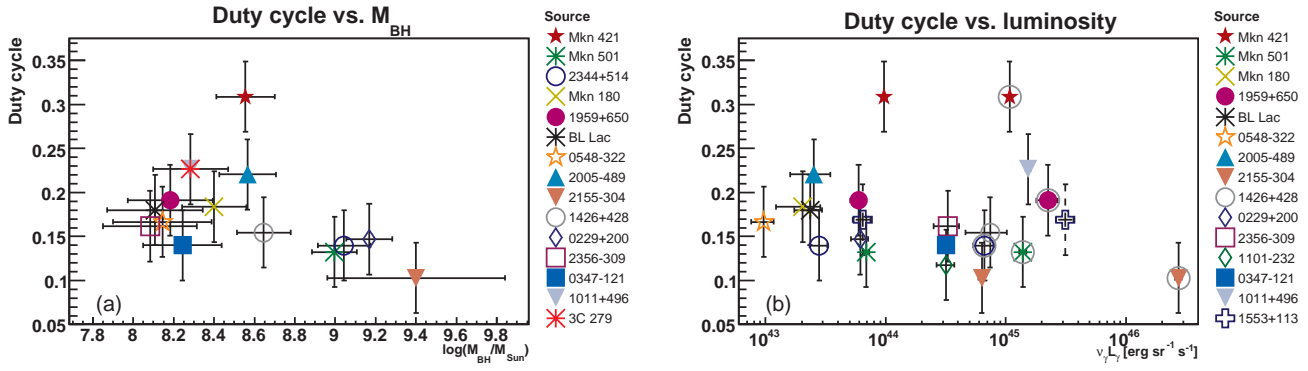 Duty cycle vs. M_BH
Duty cycle
0.35
0.3
0.25
0.2
0.15
0.1
0.05
(a)
7.8 8 8.2 8.4 8.6 8.8 9 9.2 9.4 9.6 9.8
log(M_BH/M_Sun)
Source
Mkn 421
Mkn 501
2344+514
Mkn 180
1959+650
BL Lac
0548-322
2005-489
2155-304
1426+428
0229+200
2356-309
0347-121
1011+496
3C 279
Duty cycle vs. luminosity
Duty cycle
0.35
0.3
0.25
0.2
0.15
0.1
0.05
(b)
10^43 10^44 10^45 10^46
ν_γL_γ [erg sr⁻¹ s⁻¹]
Source
Mkn 421
Mkn 501
2344+514
Mkn 180
1959+650
BL Lac
0548-322
2005-489
2155-304
1426+428
0229+200
2356-309
1101-232
0347-121
1011+496
1553+113